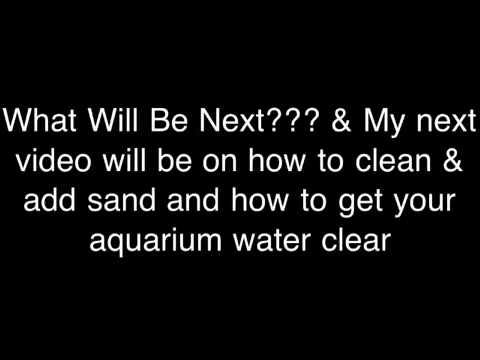 What Will Be Next??? & My next
video will be on how to clean &
add sand and how to get your
aquarium water clear